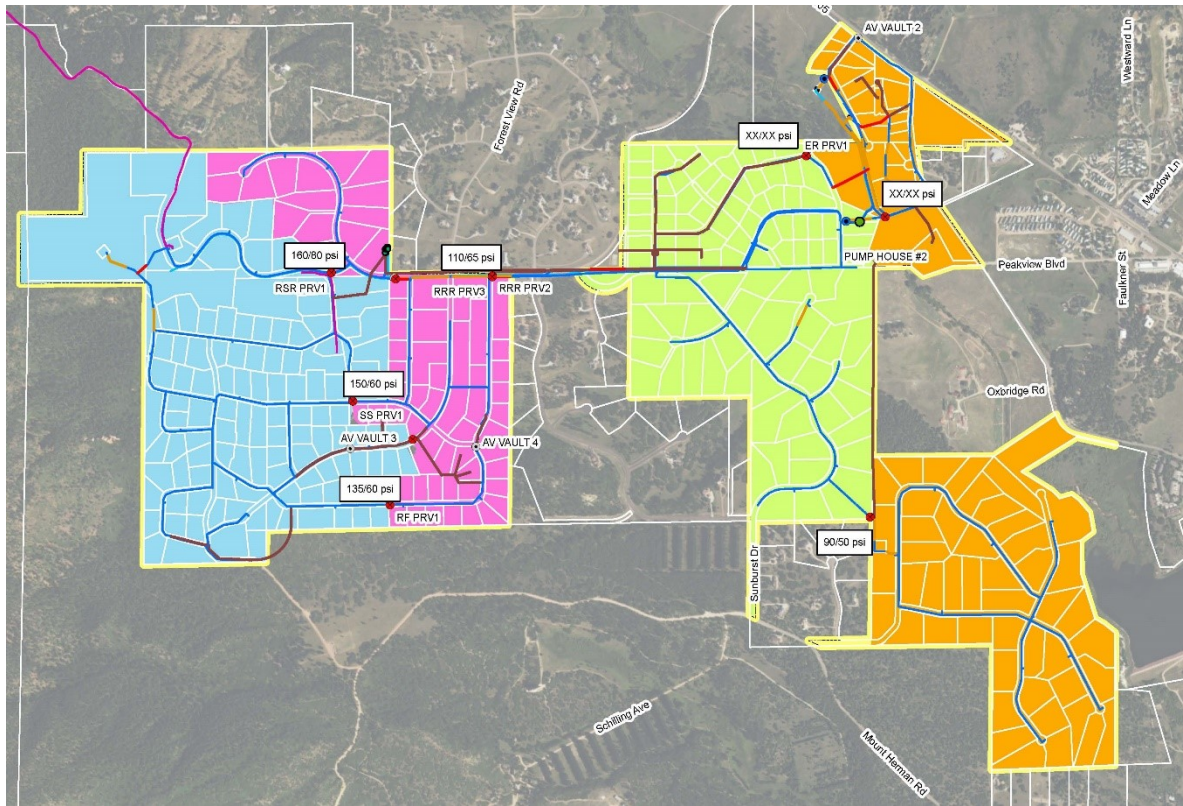 05
AV VAULT 2
Westward Ln
Forest View Rd
XX/XX psi
ER PRV1
Meadow Ln
XX/XX psi
160/80 psi
110/65 psi
PUMP HOUSE #2
Peakview Blvd
RSR PRV1
RRR PRV3
RRR PRV2
Faulkner St
150/60 psi
Oxbridge Rd
SS PRV1
AV VAULT 3
AV VAULT 4
135/60 psi
RF PRV1
90/50 psi
Sunburst Dr
Schilling Ave
Mount Herman Rd